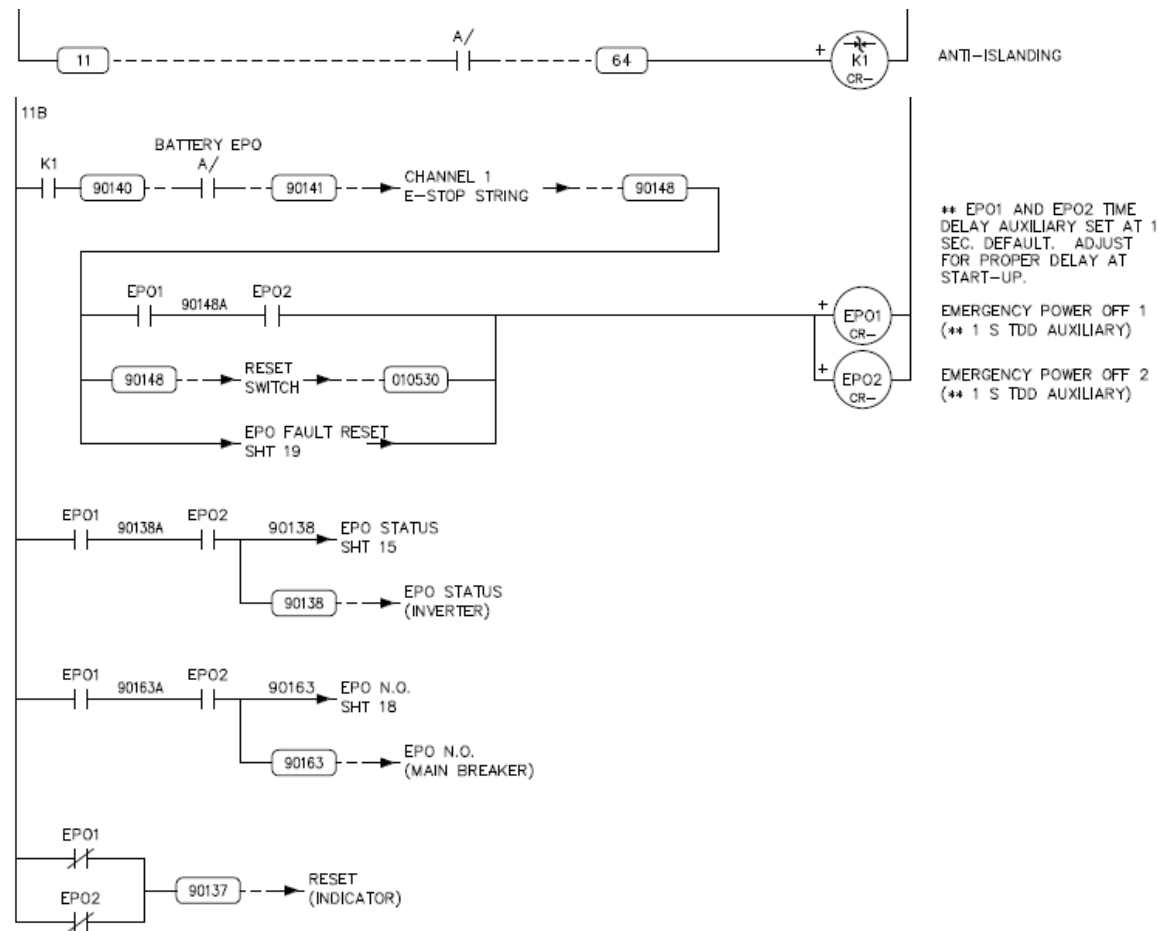 A/
11
64
+
K1
CR-
ANTI-ISLANDING
11B
BATTERY EPO
K1
A/
90140
90141
CHANNEL 1
E-STOP STRING
90148
** EPO1 AND EPO2 TIME
DELAY AUXILIARY SET AT 1
SEC. DEFAULT. ADJUST
FOR PROPER DELAY AT
START-UP.
EPO1
90148A
EPO2
+
EPO1
CR-
EMERGENCY POWER OFF 1
(** 1 S TDD AUXILIARY)
90148
RESET
SWITCH
010530
+
EPO2
CR-
EMERGENCY POWER OFF 2
(** 1 S TDD AUXILIARY)
EPO FAULT RESET
SHT 19
EPO1
90138A
EPO2
90138
EPO STATUS
SHT 15
90138
EPO STATUS
(INVERTER)
EPO1
90163A
EPO2
90163
EPO N.O.
SHT 18
90163
EPO N.O.
(MAIN BREAKER)
EPO1
EPO2
90137
RESET
(INDICATOR)